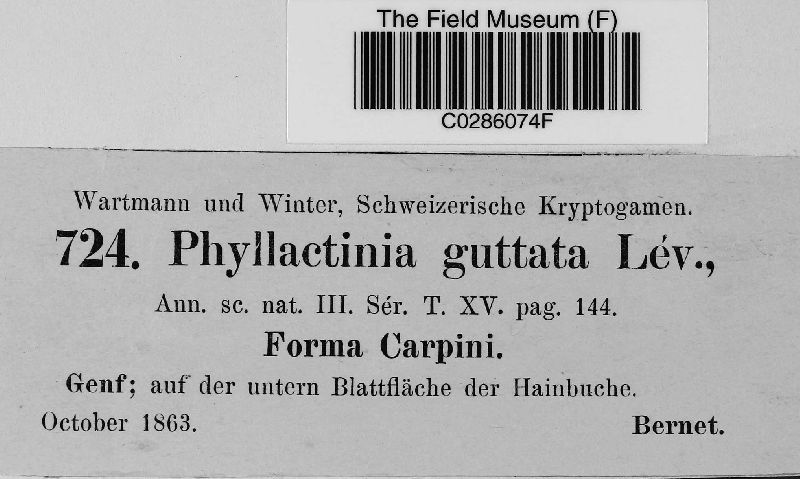 The Field Museum (F)
C0286074F
Wartmann und Winter, Schweizerische Kryptogamen.
724. Phyllactinia guttata Lév.,
Ann. sc. nat. III. Sér. T. XV. pag. 144.
Forma Carpini.
Genf; auf der untern Blattfläche der Hainbuche.
October 1863. Bernet.